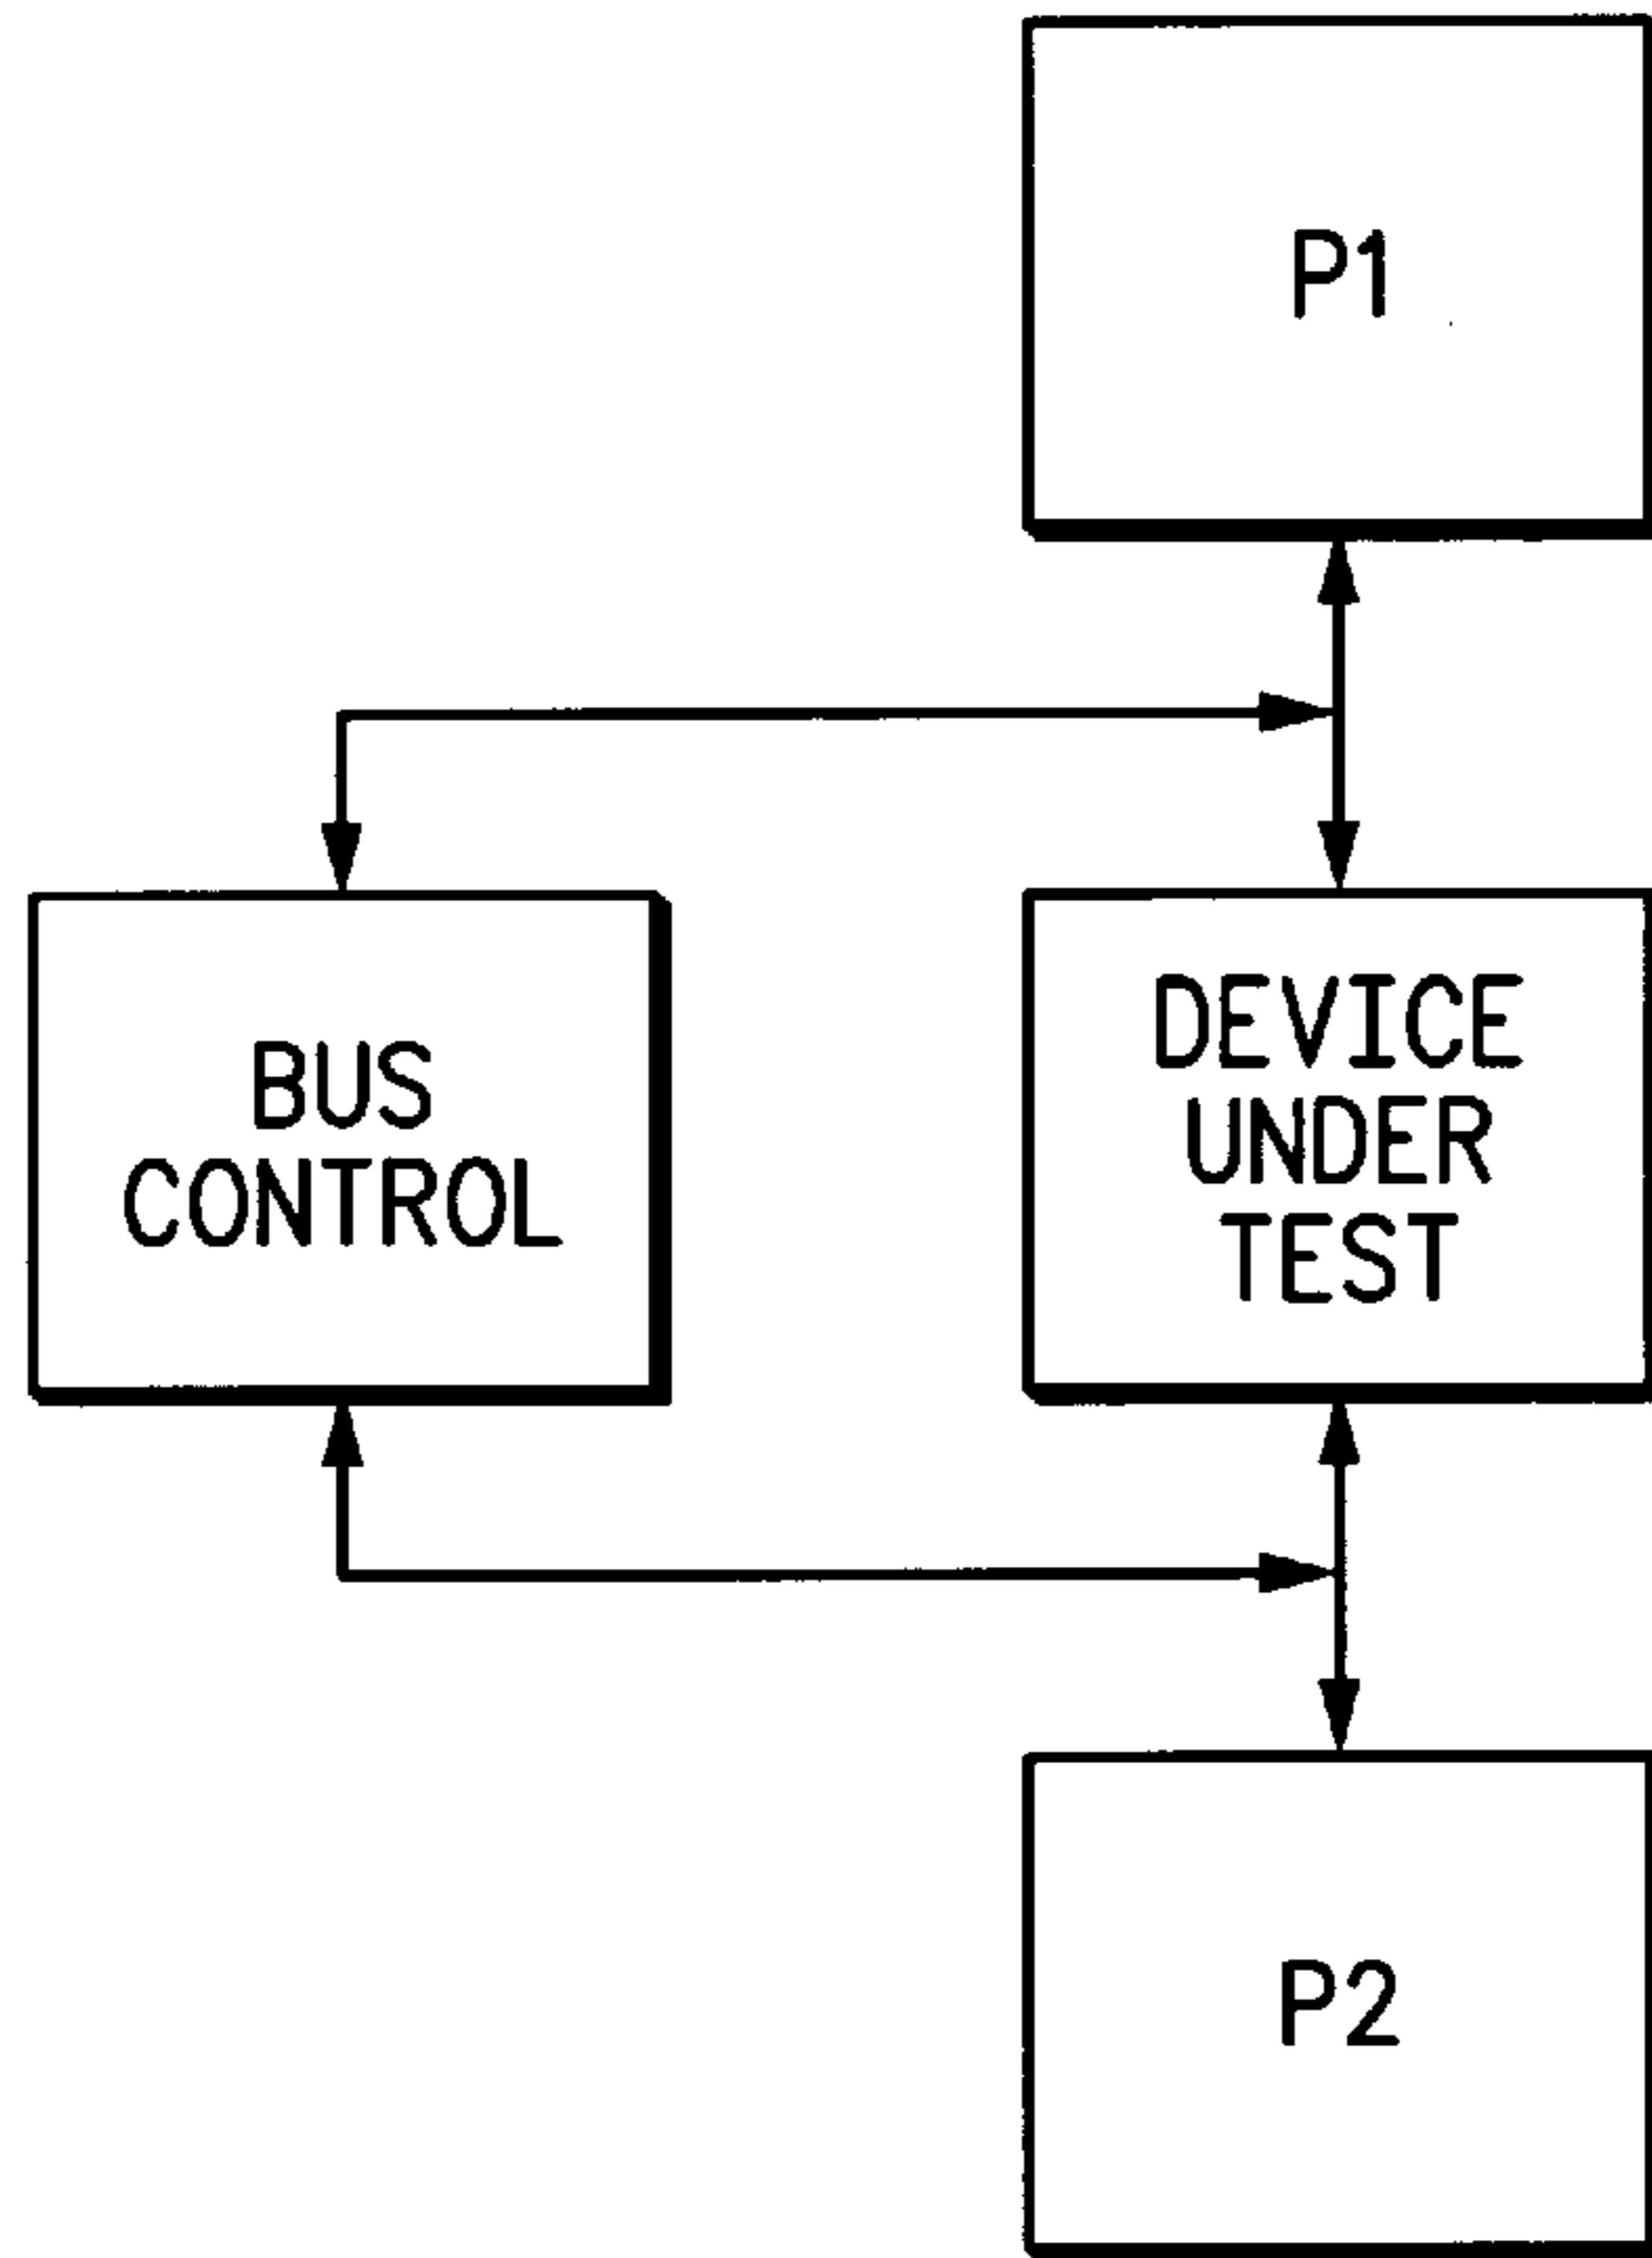 P1
BUS
CONTROL
DEVICE
UNDER
TEST
P2